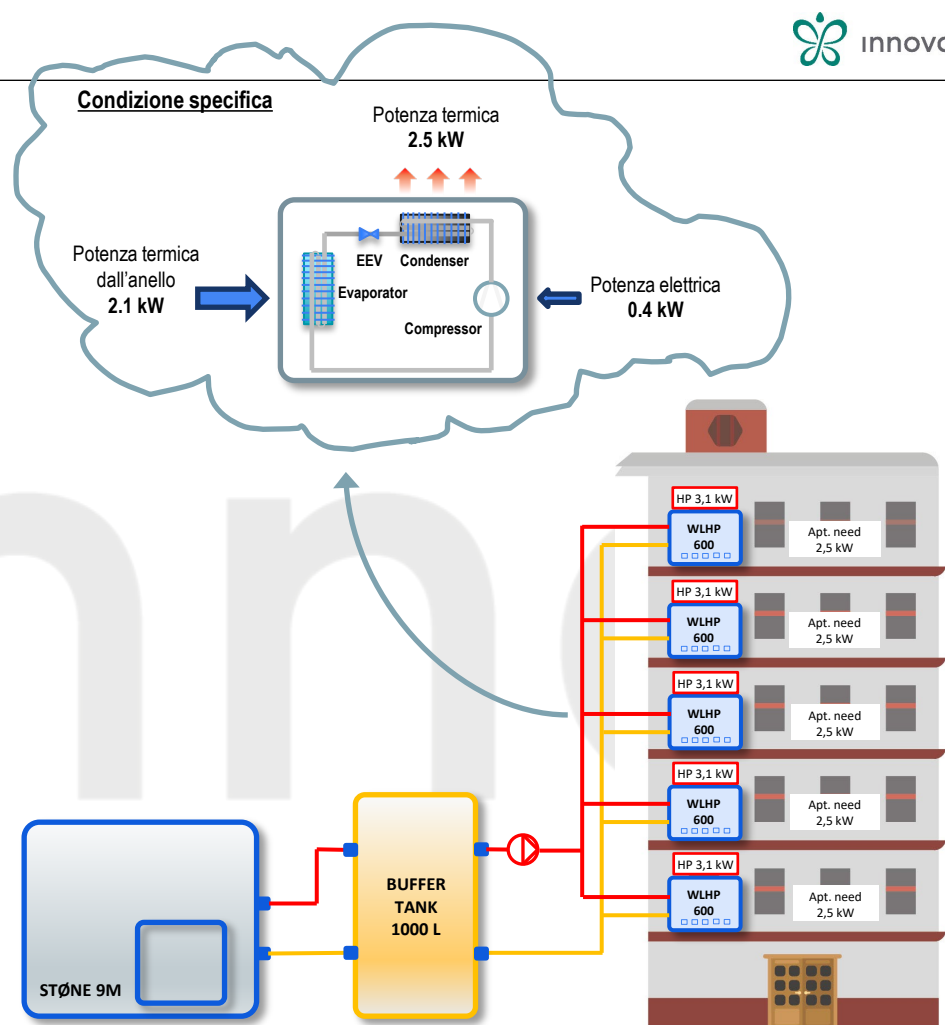 innova
Condizione specifica
Potenza termica
2.5 kW
Potenza termica
dall'anello
2.1 kW
EEV
Condenser
Evaporator
Compressor
Potenza elettrica
0.4 kW
HP 3,1 kW
WLHP
600
Apt. need
2,5 kW
HP 3,1 kW
WLHP
600
Apt. need
2,5 kW
HP 3,1 kW
WLHP
600
Apt. need
2,5 kW
HP 3,1 kW
WLHP
600
Apt. need
2,5 kW
HP 3,1 kW
WLHP
600
Apt. need
2,5 kW
BUFFER
TANK
1000 L
STØNE 9M